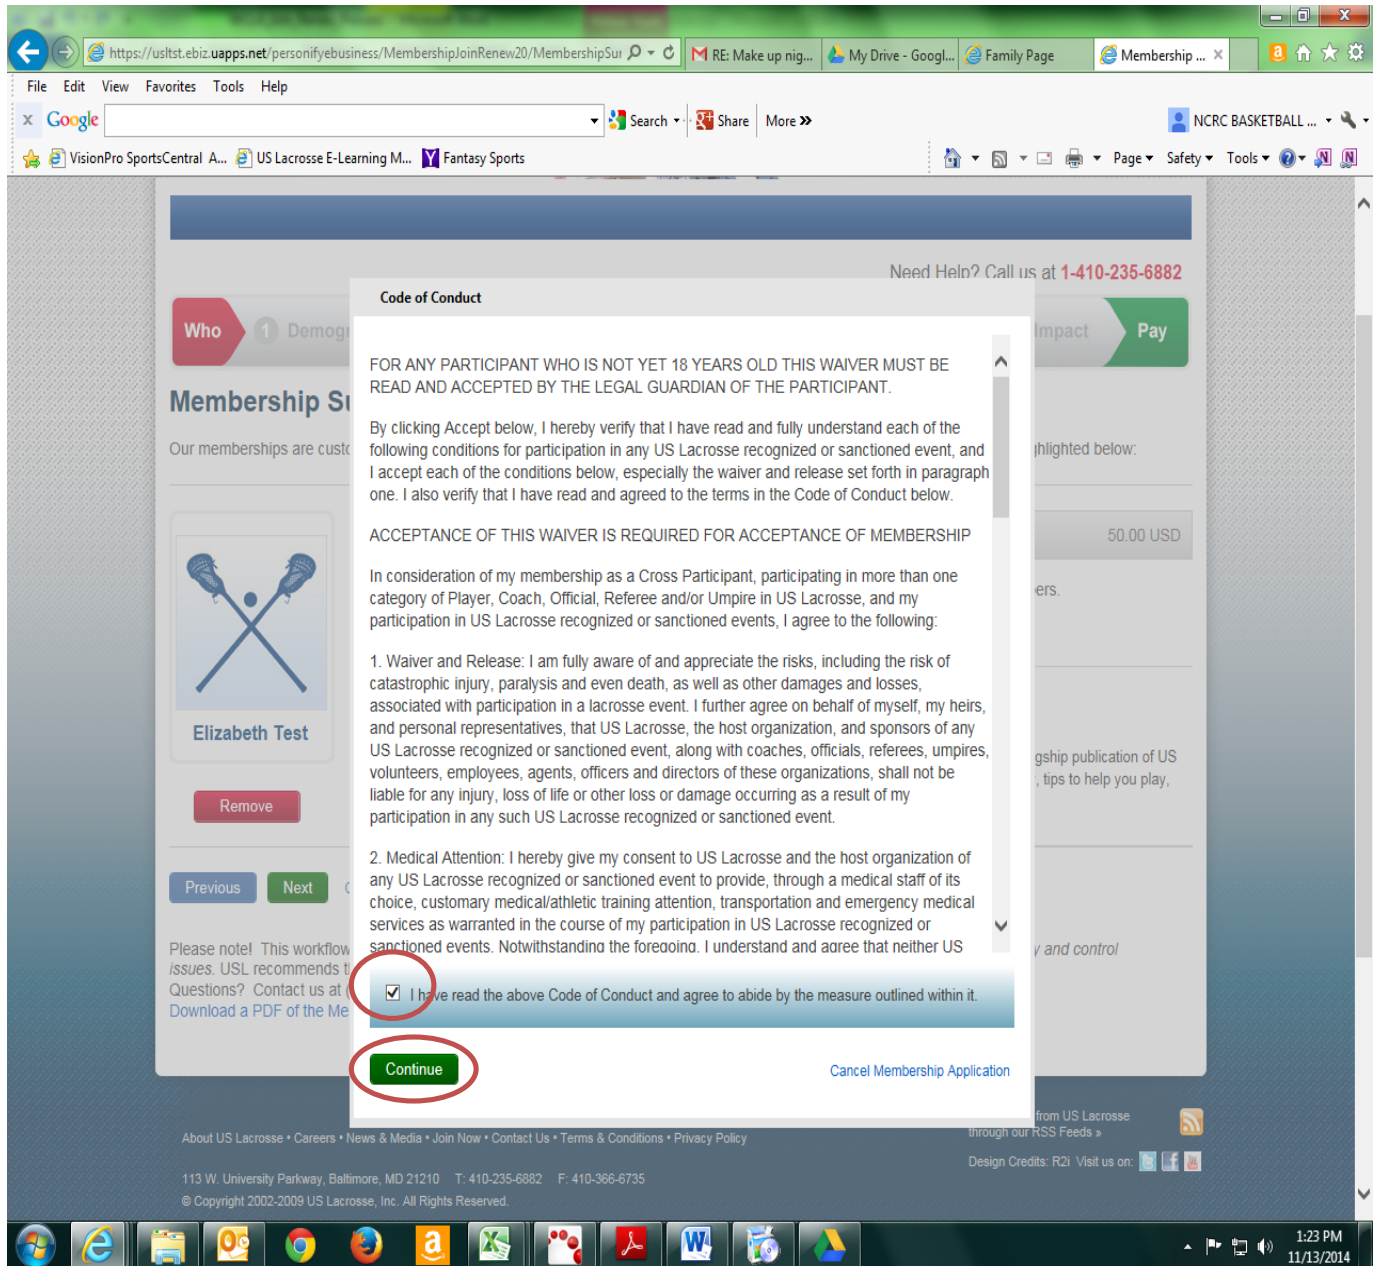 https://usltst.ebiz.uapps.net/personifyebusiness/MembershipJoinRenew20/MembershipSur
RE: Make up nig...
My Drive - Googl...
Family Page
Membership ...
File Edit View Favorites Tools Help
x Google
Search
Share
More »
NCRC BASKETBALL ...
VisionPro SportsCentral A...
US Lacrosse E-Learning M...
Fantasy Sports
Page Safety Tools
Need Help? Call us at 1-410-235-6882
Code of Conduct
Who
1 Demogr
Impact
Pay
FOR ANY PARTICIPANT WHO IS NOT YET 18 YEARS OLD THIS WAIVER MUST BE
READ AND ACCEPTED BY THE LEGAL GUARDIAN OF THE PARTICIPANT.
Membership Su
By clicking Accept below, I hereby verify that I have read and fully understand each of the
following conditions for participation in any US Lacrosse recognized or sanctioned event, and
I accept each of the conditions below, especially the waiver and release set forth in paragraph
one. I also verify that I have read and agreed to the terms in the Code of Conduct below.
Our memberships are custo
hlighted below:
ACCEPTANCE OF THIS WAIVER IS REQUIRED FOR ACCEPTANCE OF MEMBERSHIP
50.00 USD
In consideration of my membership as a Cross Participant, participating in more than one
category of Player, Coach, Official, Referee and/or Umpire in US Lacrosse, and my
participation in US Lacrosse recognized or sanctioned events, I agree to the following:
ers.
1. Waiver and Release: I am fully aware of and appreciate the risks, including the risk of
catastrophic injury, paralysis and even death, as well as other damages and losses,
associated with participation in a lacrosse event. I further agree on behalf of myself, my heirs,
and personal representatives, that US Lacrosse, the host organization, and sponsors of any
US Lacrosse recognized or sanctioned event, along with coaches, officials, referees, umpires,
volunteers, employees, agents, officers and directors of these organizations, shall not be
liable for any injury, loss of life or other loss or damage occurring as a result of my
participation in any such US Lacrosse recognized or sanctioned event.
Elizabeth Test
gship publication of US
, tips to help you play,
Remove
2. Medical Attention: I hereby give my consent to US Lacrosse and the host organization of
any US Lacrosse recognized or sanctioned event to provide, through a medical staff of its
choice, customary medical/athletic training attention, transportation and emergency medical
services as warranted in the course of my participation in US Lacrosse recognized or
sanctioned events. Notwithstanding the foregoing, I understand and agree that neither US
Previous
Next
Please note! This workflow
y and control
issues. USL recommends t
Questions? Contact us at (
Download a PDF of the Me
I have read the above Code of Conduct and agree to abide by the measure outlined within it.
Continue
Cancel Membership Application
from US Lacrosse
through our RSS Feeds »
About US Lacrosse • Careers • News & Media • Join Now • Contact Us • Terms & Conditions • Privacy Policy
Design Credits: R2i Visit us on:
113 W. University Parkway, Baltimore, MD 21210 T: 410-235-6882 F: 410-366-6735
© Copyright 2002-2009 US Lacrosse, Inc. All Rights Reserved.
1:23 PM
11/13/2014